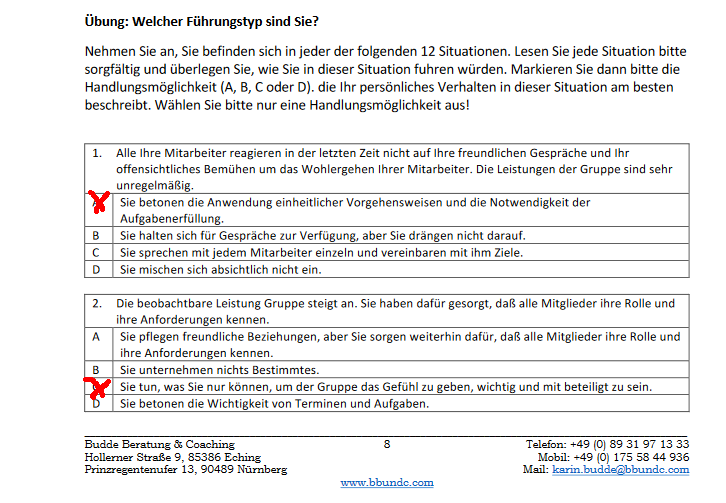 Übung: Welcher Führungstyp sind Sie?
Nehmen Sie an, Sie befinden sich in jeder der folgenden 12 Situationen. Lesen Sie jede Situation bitte
sorgfältig und überlegen Sie, wie Sie in dieser Situation fuhren würden. Markieren Sie dann bitte die
Handlungsmöglichkeit (A, B, C oder D). die Ihr persönliches Verhalten in dieser Situation am besten
beschreibt. Wählen Sie bitte nur eine Handlungsmöglichkeit aus!
1. Alle Ihre Mitarbeiter reagieren in der letzten Zeit nicht auf Ihre freundlichen Gespräche und Ihr
offensichtliches Bemühen um das Wohlergehen Ihrer Mitarbeiter. Die Leistungen der Gruppe sind sehr
unregelmäßig.
Sie betonen die Anwendung einheitlicher Vorgehensweisen und die Notwendigkeit der
Aufgabenerfüllung.
B Sie halten sich für Gespräche zur Verfügung, aber Sie drängen nicht darauf.
C Sie sprechen mit jedem Mitarbeiter einzeln und vereinbaren mit ihm Ziele.
D Sie mischen sich absichtlich nicht ein.
2. Die beobachtbare Leistung Gruppe steigt an. Sie haben dafür gesorgt, daß alle Mitglieder ihre Rolle und
ihre Anforderungen kennen.
A Sie pflegen freundliche Beziehungen, aber Sie sorgen weiterhin dafür, daß alle Mitglieder ihre Rolle und
ihre Anforderungen kennen.
B Sie unternehmen nichts Bestimmtes.
Sie tun, was Sie nur können, um der Gruppe das Gefühl zu geben, wichtig und mit beteiligt zu sein.
D Sie betonen die Wichtigkeit von Terminen und Aufgaben.
Budde Beratung & Coaching 8 Telefon: +49 (0) 89 31 97 13 33
Hollerner Straße 9, 85386 Eching Mobil: +49 (0) 175 58 44 936
Prinzregentenufer 13, 90489 Nürnberg Mail: karin.budde@bbundc.com
www.bbundc.com